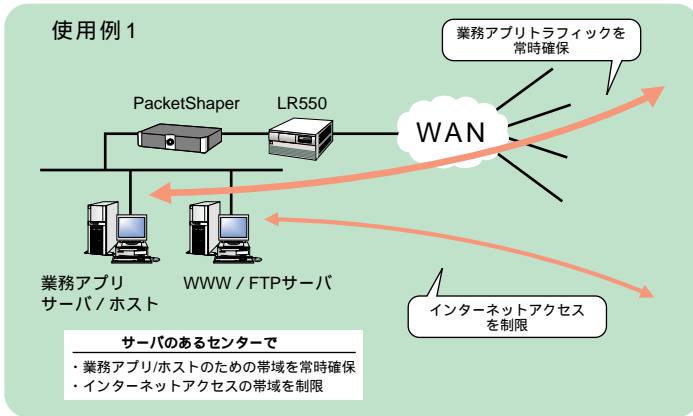 使用例1
業務アプリトラフィックを
常時確保
PacketShaper
LR550
WAN
業務アプリ
サーバ / ホスト
WWW / FTPサーバ
インターネットアクセス
を制限
サーバのあるセンターで
・業務アプリ/ホストのための帯域を常時確保
・インターネットアクセスの帯域を制限